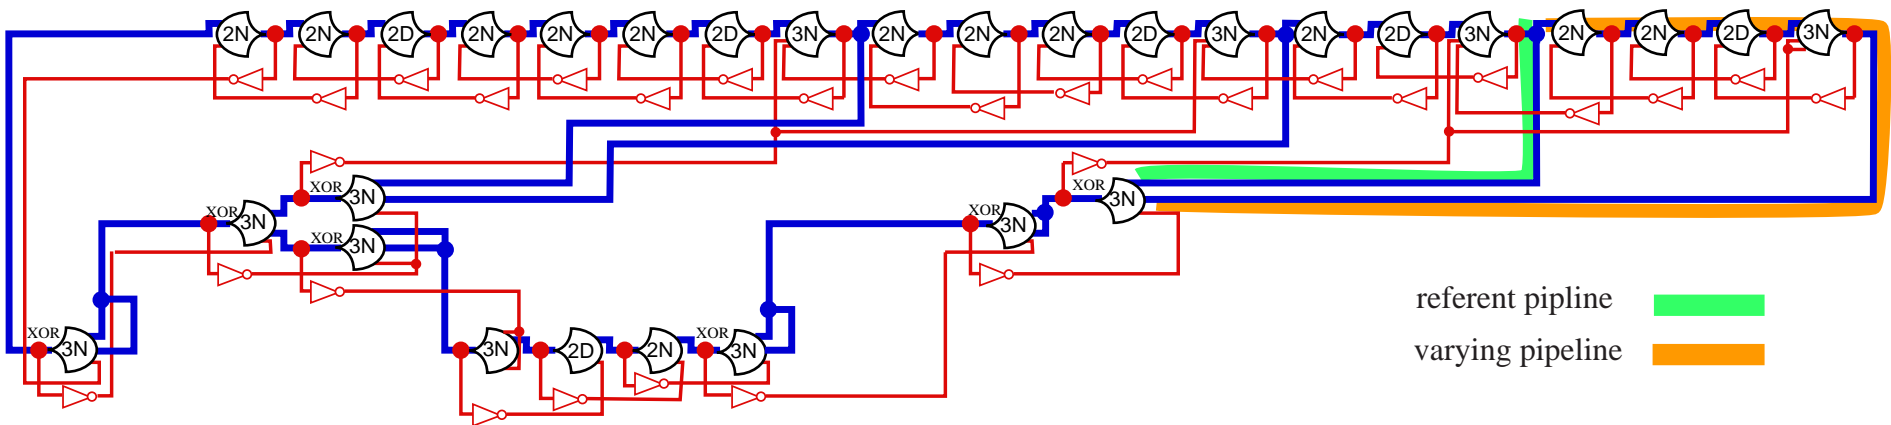 2N 2N 2D 2N 2N 2N 2D 3N 2N 2N 2N 2D 3N 2N 2D 3N 2N 2N 2D 3N
XOR 3N XOR 3N
XOR 3N XOR 3N
XOR 3N
referent pipline
XOR 3N 3N 2D 2N XOR 3N
varying pipeline